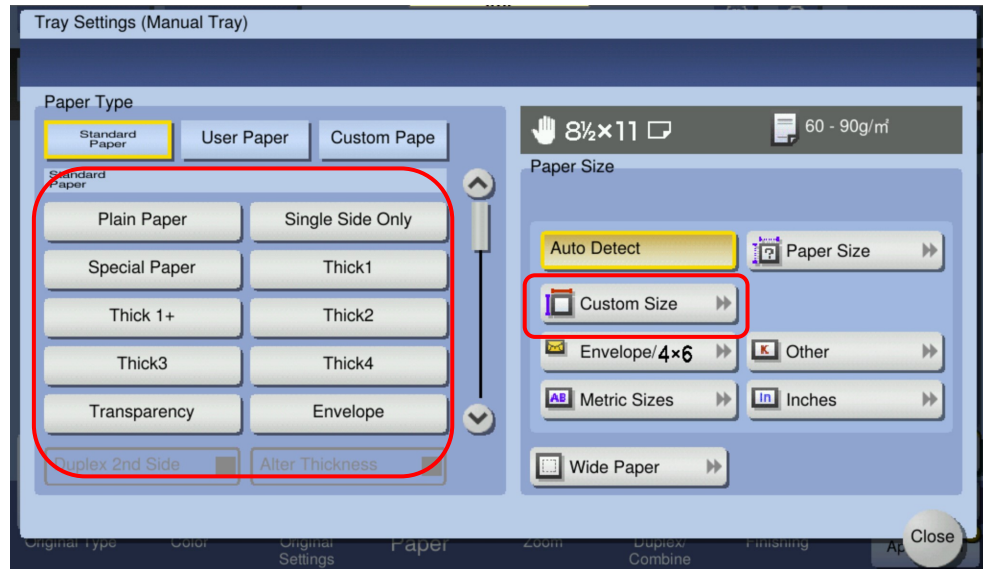 Tray Settings (Manual Tray)
Paper Type
Standard
Paper
User Paper
Custom Pape
Standard
Paper
Plain Paper
Single Side Only
Special Paper
Thick1
Thick 1+
Thick2
Thick3
Thick4
Transparency
Envelope
Duplex 2nd Side
Alter Thickness
8½×11
60 - 90g/㎡
Paper Size
Auto Detect
? Paper Size
Custom Size
Envelope/4×6
K Other
AB Metric Sizes
In Inches
Wide Paper
Close
Original Type
Color
Original
Settings
Paper
Zoom
Duplex/
Combine
Finishing